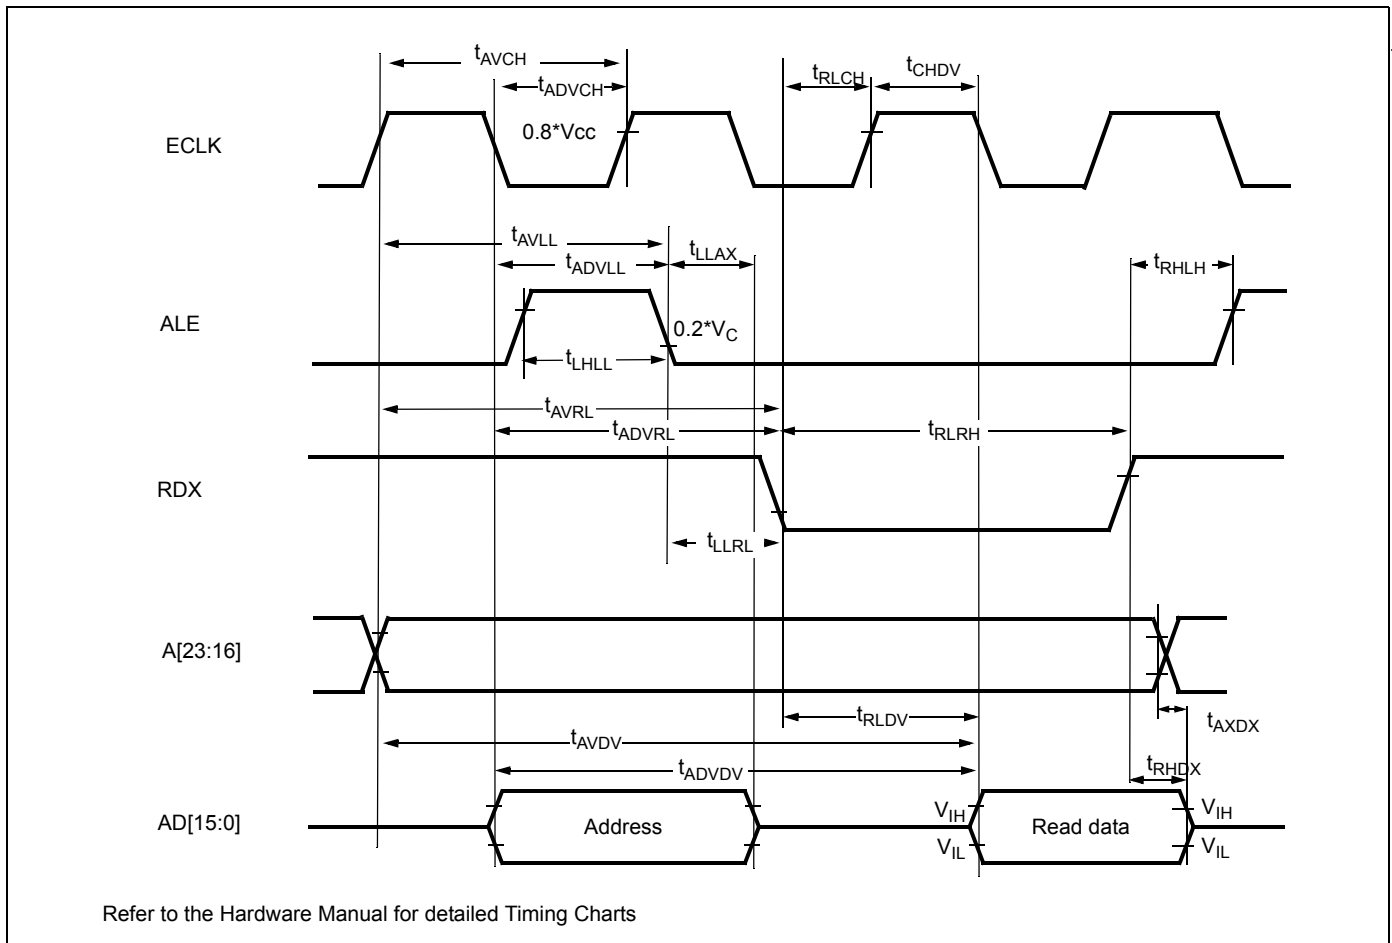 tAVCH
tADVCH
tRLCH
tCHDV
ECLK
0.8*Vcc
tAVLL
tADVLL
tLLAX
tRHLH
ALE
0.2*VC
tLHLL
tAVRL
tADVRL
tRLRH
RDX
tLLRL
A[23:16]
tRLDV
tAXDX
tAVDV
tADVDV
tRHDX
AD[15:0]
Address
VIH
VIL
Read data
VIH
VIL
Refer to the Hardware Manual for detailed Timing Charts